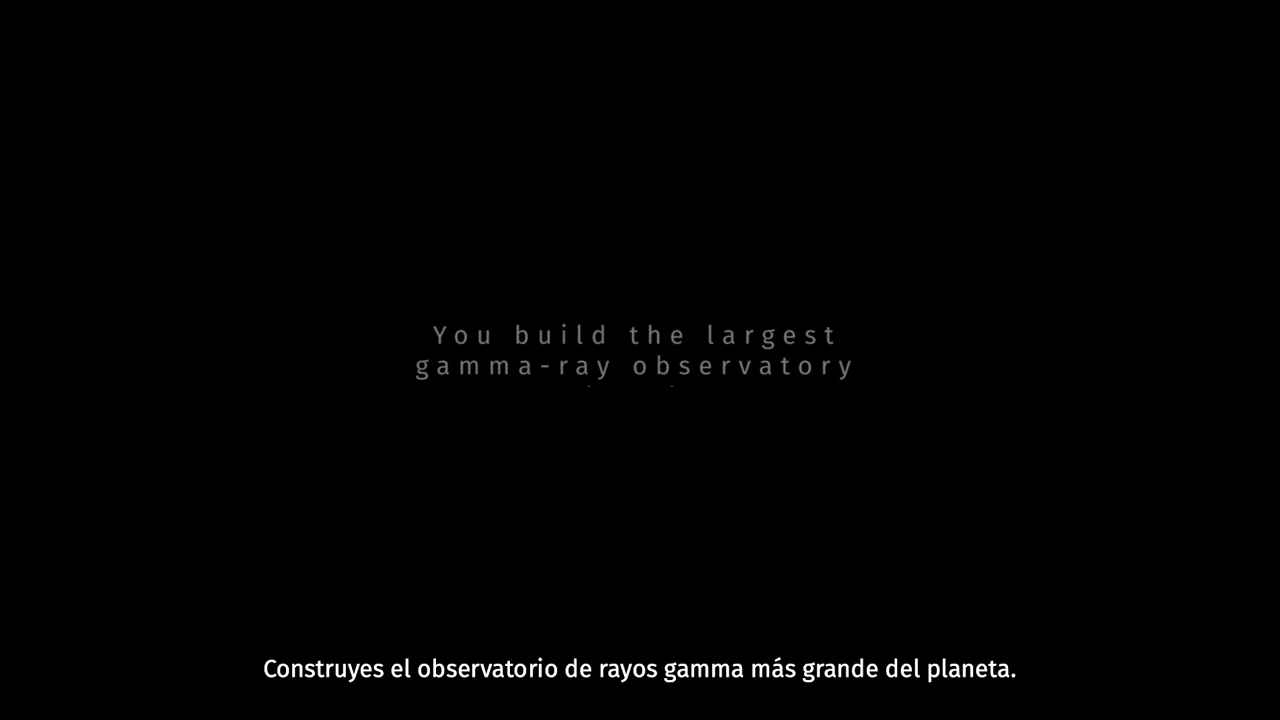 You build the largest
gamma-ray observatory
Construyes el observatorio de rayos gamma más grande del planeta.